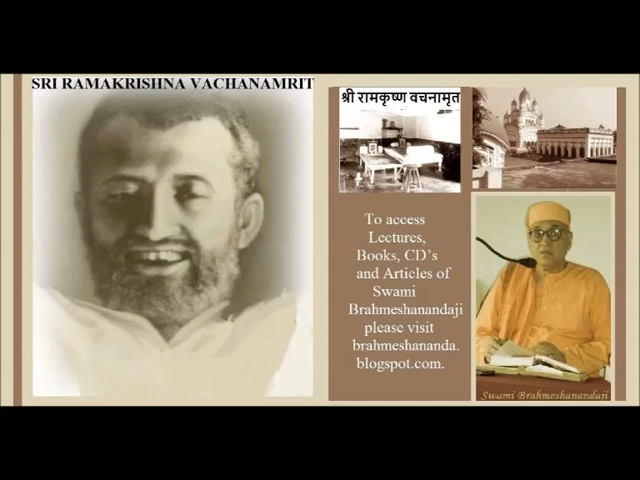 SRI RAMAKRISHNA VACHANAMRIT
श्री रामकृष्ण वचनामृत
To access
Lectures,
Books, CD's
and Articles of
Swami
Brahmeshanandaji
please visit
brahmeshananda.
blogspot.com.
Swami Brahmeshanandaji